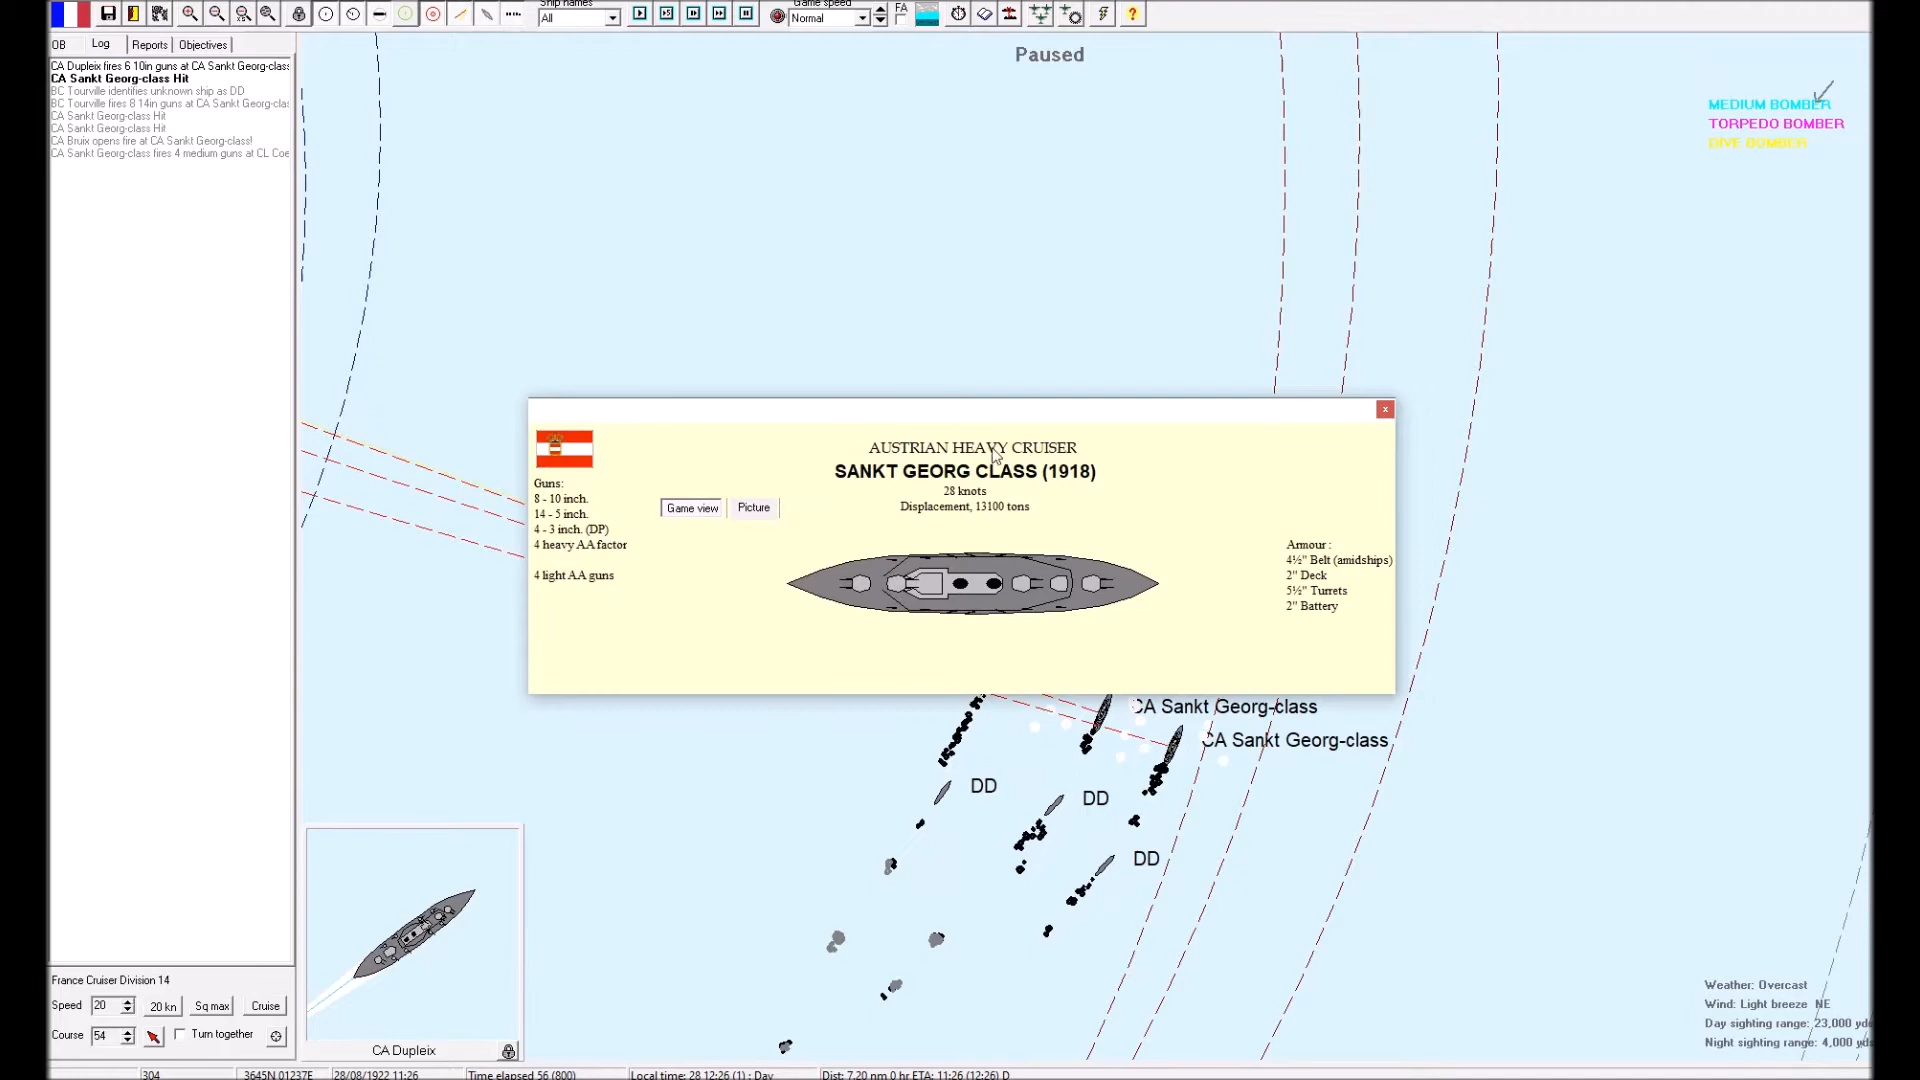 Ship names
Game speed
FA
All
Normal
?
OB Log Reports Objectives
CA Dupleix fires 6 10in guns at CA Sankt Georg-class
CA Sankt Georg-class Hit
BC Tourville identifies unknown ship as DD
BC Tourville fires 8 14in guns at CA Sankt Georg-clas
CA Sankt Georg-class Hit
CA Sankt Georg-class Hit
CA Bruix opens fire at CA Sankt Georg-class!
CA Sankt Georg-class fires 4 medium guns at CL Coe
Paused
MEDIUM BOMBER
TORPEDO BOMBER
DIVE BOMBER
x
AUSTRIAN HEAVY CRUISER
SANKT GEORG CLASS (1918)
28 knots
Displacement, 13100 tons
Guns:
8 - 10 inch.
14 - 5 inch.
4 - 3 inch. (DP)
4 heavy AA factor
4 light AA guns
Game view
Picture
Armour :
4½" Belt (amidships)
2" Deck
5½" Turrets
2" Battery
CA Sankt Georg-class
CA Sankt Georg-class
DD
DD
DD
France Cruiser Division 14
Speed 20 20 kn Sq max Cruise
Course 54 Turn together
CA Dupleix
Weather: Overcast
Wind: Light breeze NE
Day sighting range: 23,000 yds
Night sighting range: 4,000 yds
304 3645N 01237E 28/08/1922 11:26 Time elapsed 56 (800) Local time: 28 12:26 (1) : Day Dist: 7.20 nm 0 hr ETA: 11:26 (12:26) D